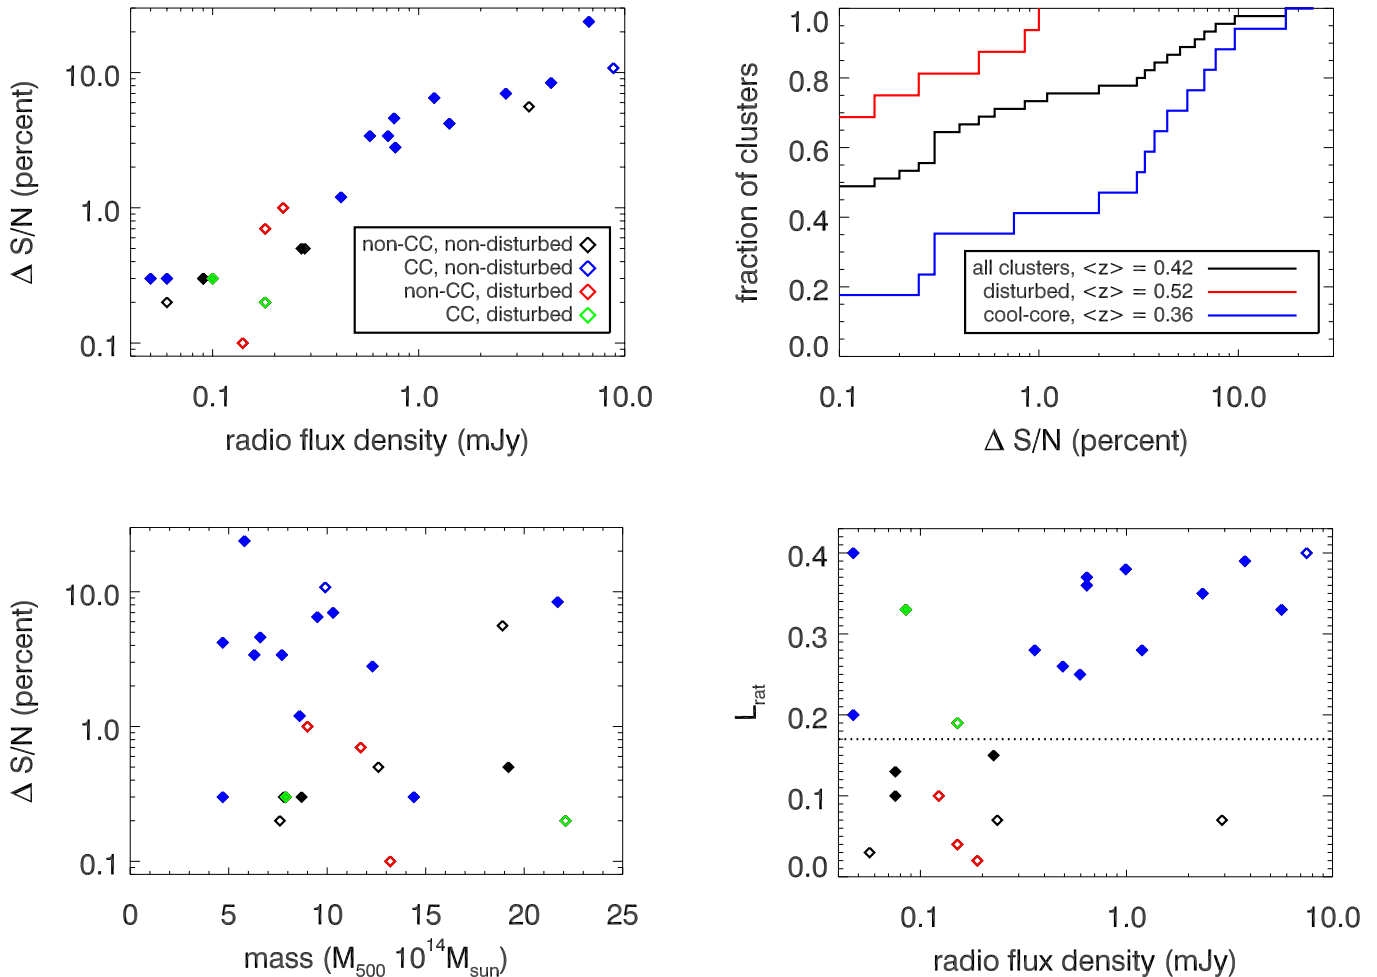 Δ S/N (percent)
10.0
1.0
0.1
0.1 1.0 10.0
radio flux density (mJy)
non-CC, non-disturbed
CC, non-disturbed
non-CC, disturbed
CC, disturbed
fraction of clusters
1.0
0.8
0.6
0.4
0.2
0.0
0.1 1.0 10.0
Δ S/N (percent)
all clusters, <z> = 0.42
disturbed, <z> = 0.52
cool-core, <z> = 0.36
Δ S/N (percent)
10.0
1.0
0.1
0 5 10 15 20 25
mass (M500 10^14 Msun)
Lrat
0.4
0.3
0.2
0.1
0.0
0.1 1.0 10.0
radio flux density (mJy)